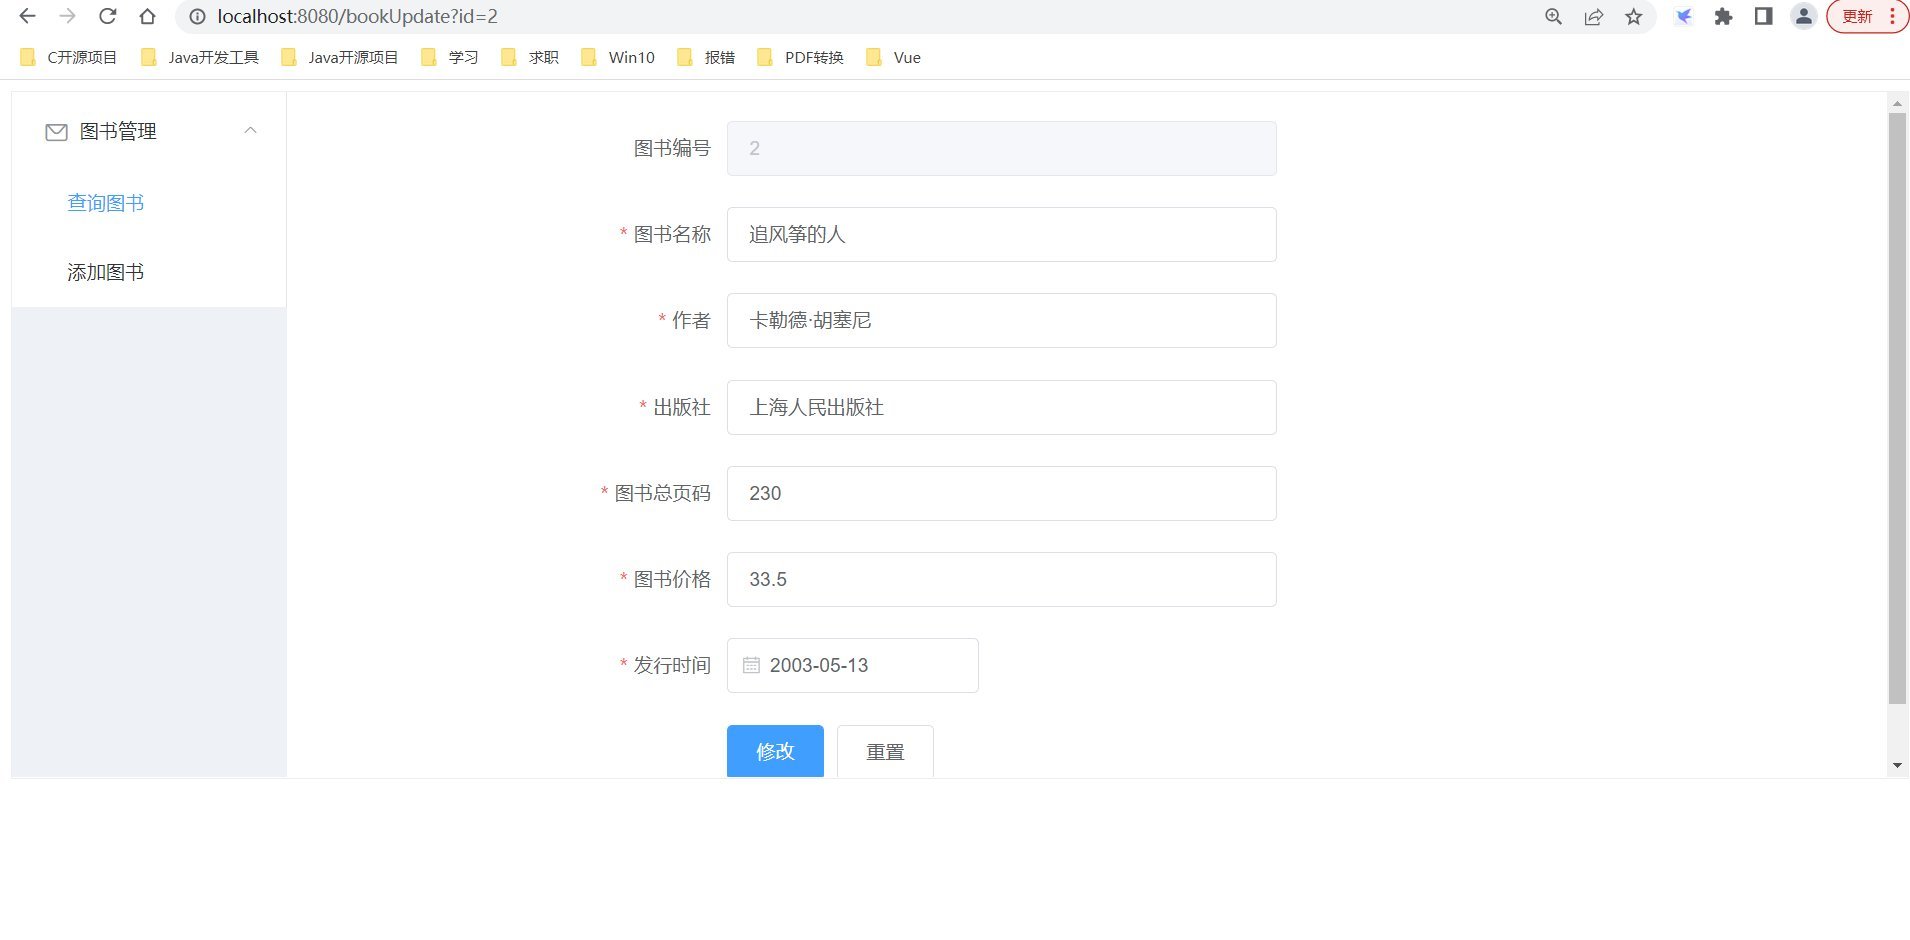 localhost:8080/bookUpdate?id=2
更新
C开源项目 Java开发工具 Java开源项目 学习 求职 Win10 报错 PDF转换 Vue
图书管理
查询图书
添加图书
图书编号 2
* 图书名称 追风筝的人
* 作者 卡勒德·胡塞尼
* 出版社 上海人民出版社
* 图书总页码 230
* 图书价格 33.5
* 发行时间 2003-05-13
修改 重置